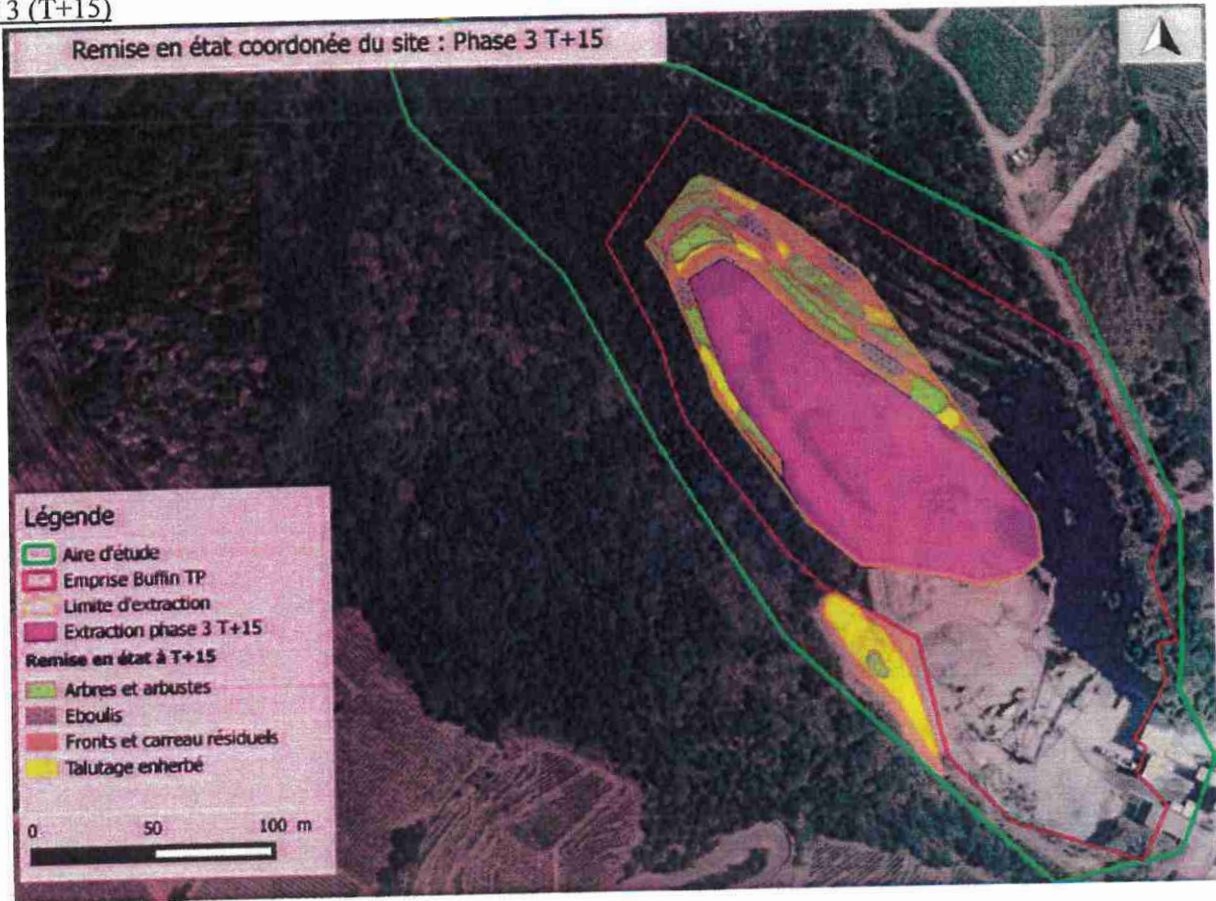 3 (T+15)
Remise en état coordonée du site : Phase 3 T+15
Légende
Aire d'étude
Emprise Buffin TP
Limite d'extraction
Extraction phase 3 T+15
Remise en état à T+15
Arbres et arbustes
Eboulis
Fronts et carreau résiduels
Talutage enherbé
0 50 100 m